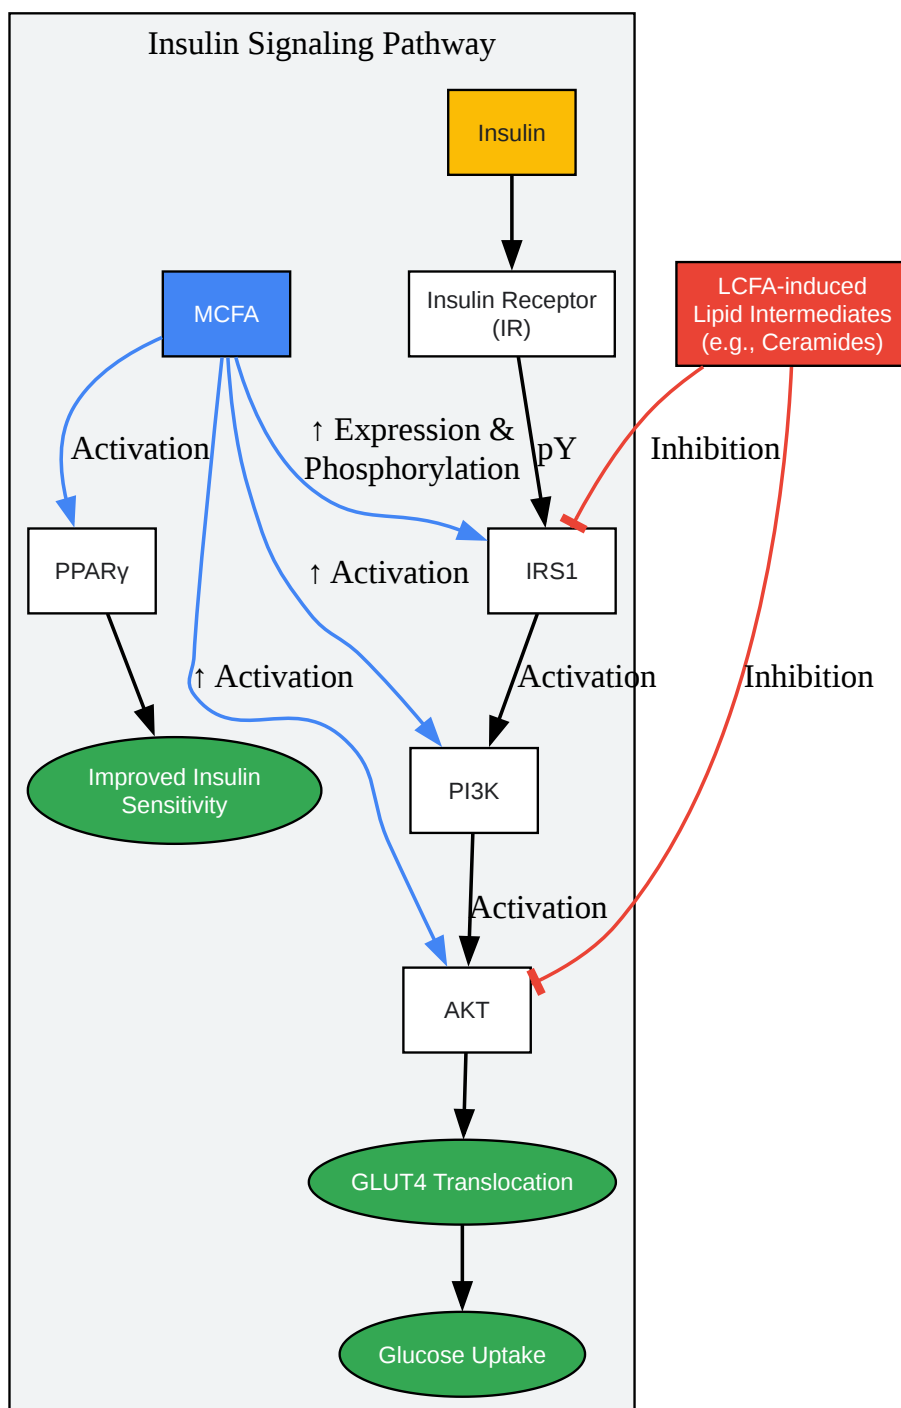 Insulin Signaling Pathway
Insulin
MCFA
Insulin Receptor
(IR)
LCFA-induced
Lipid Intermediates
(e.g., Ceramides)
Activation
↑ Expression &
Phosphorylation
pY
Inhibition
PPARγ
↑ Activation
IRS1
↑ Activation
Activation
Inhibition
Improved Insulin
Sensitivity
PI3K
Activation
AKT
GLUT4 Translocation
Glucose Uptake